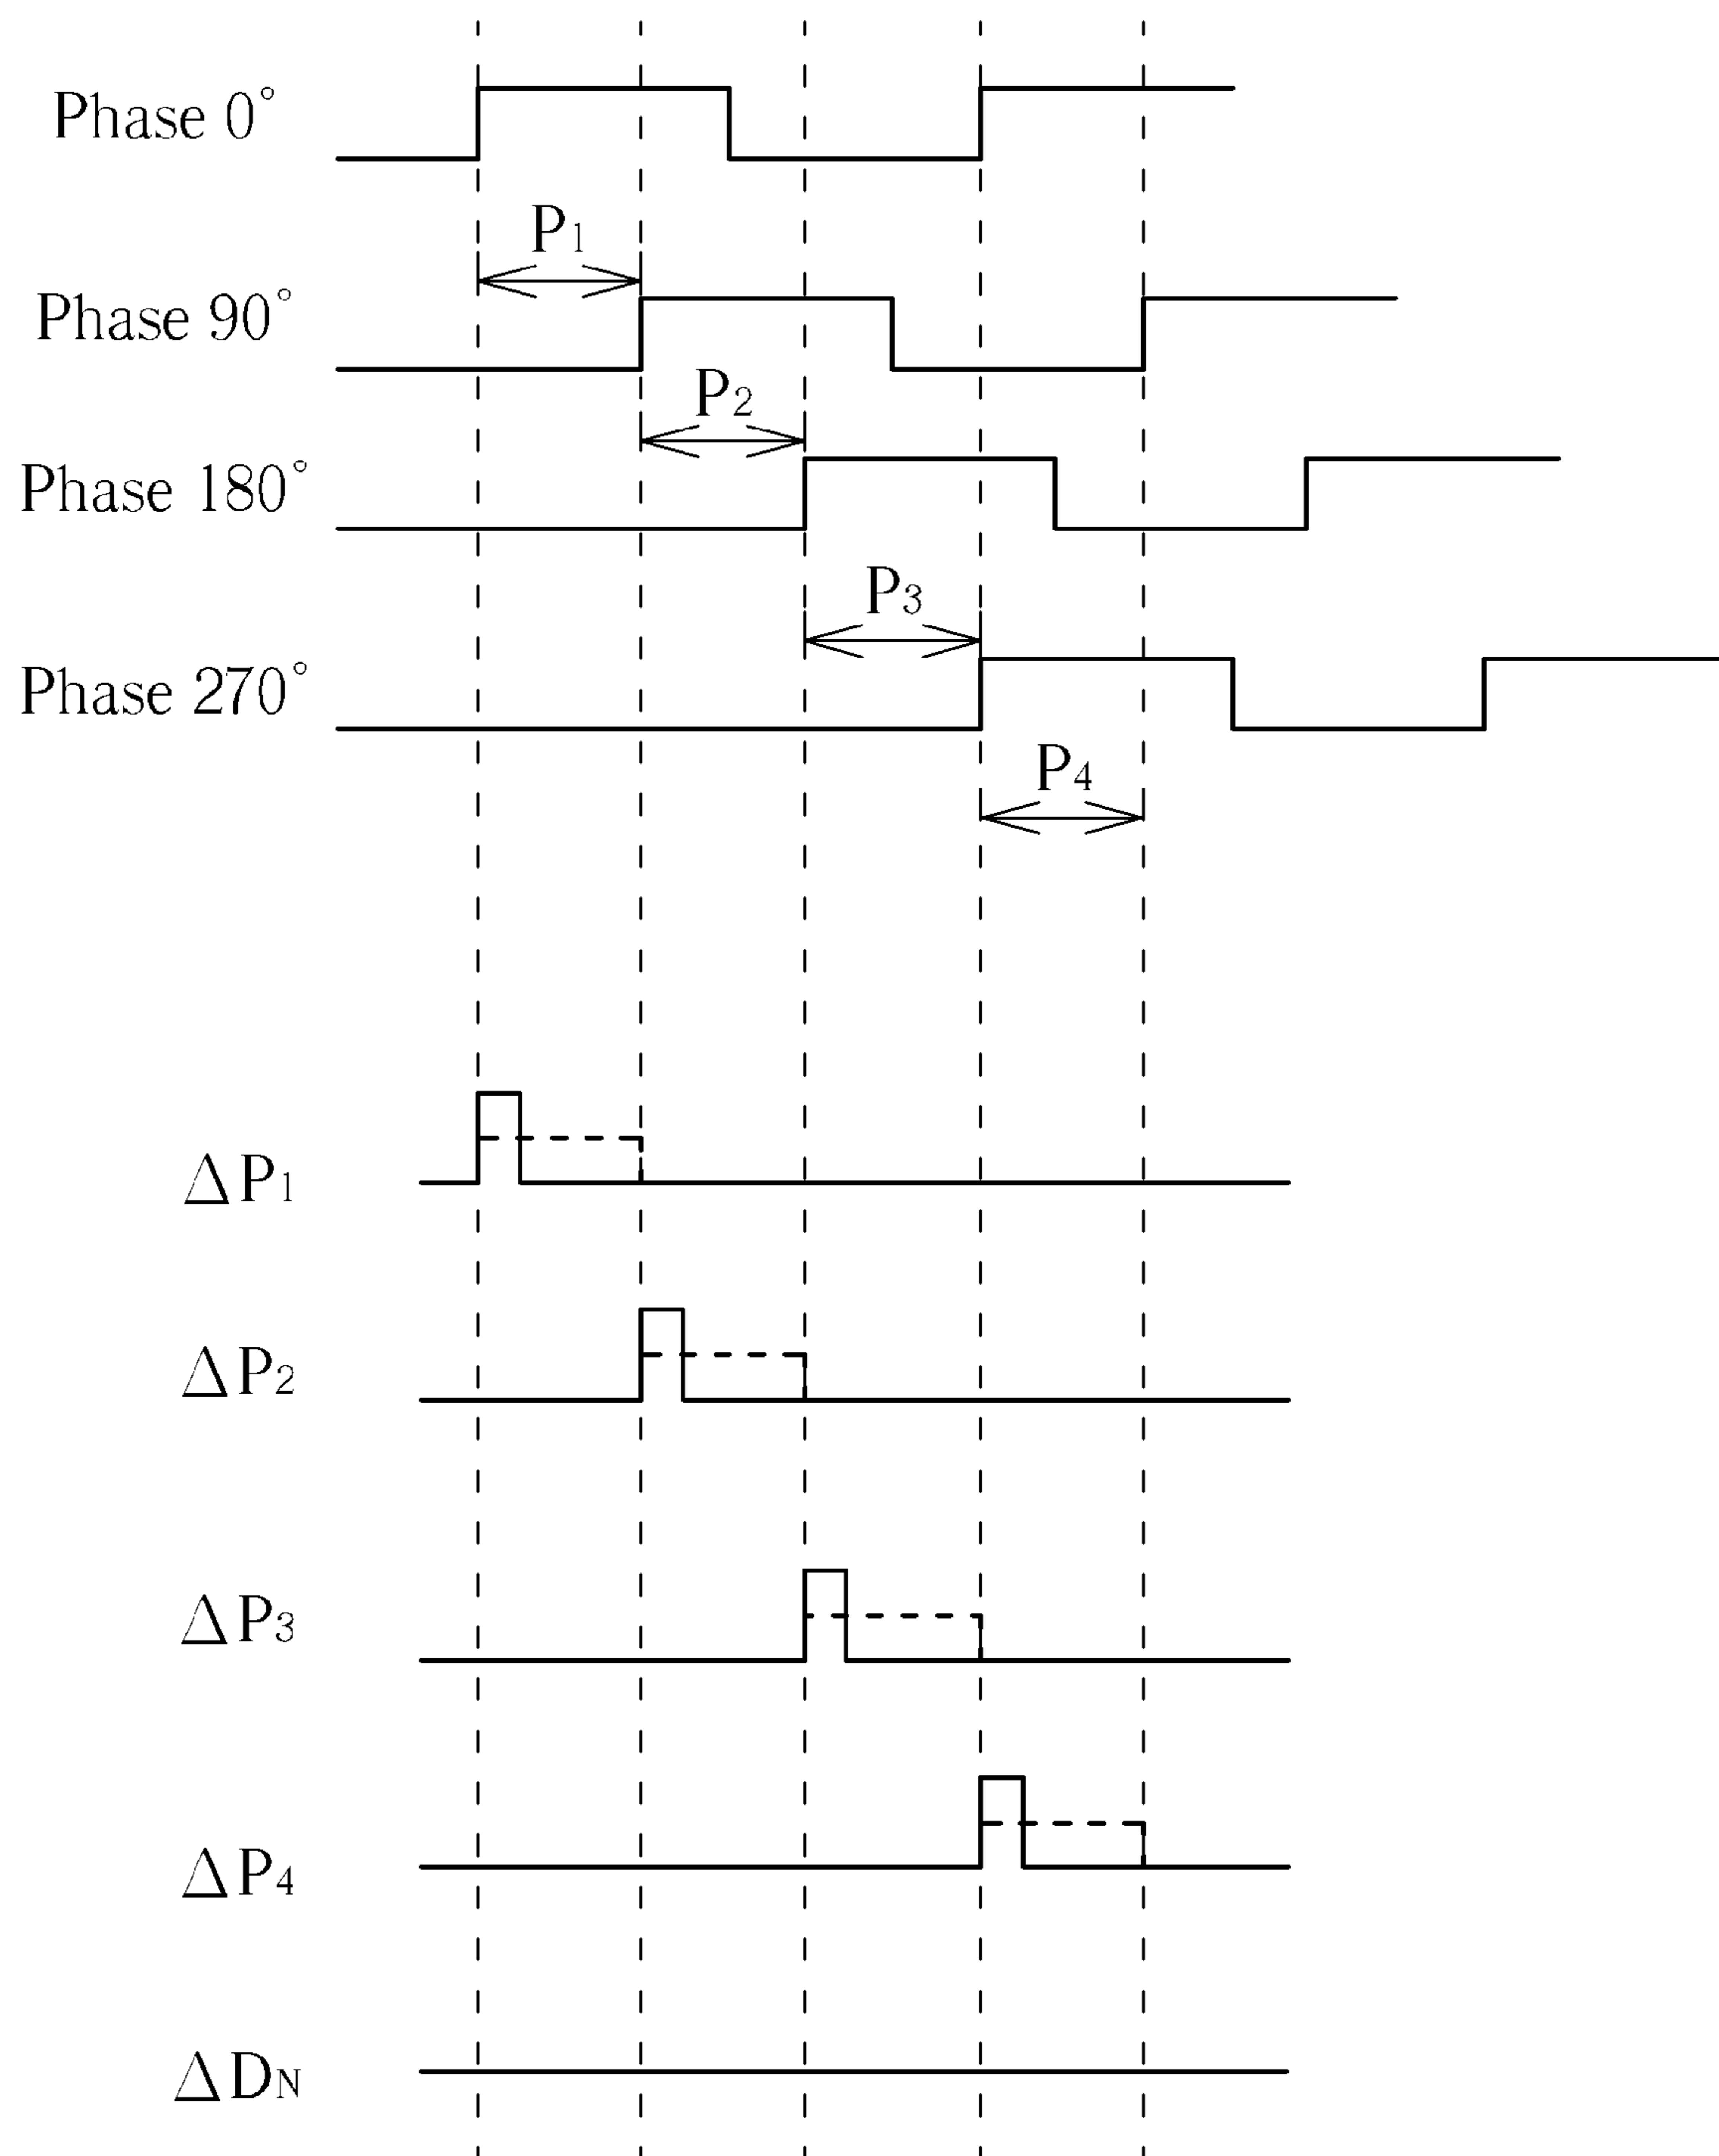 Phase 0°
P1
Phase 90°
P2
Phase 180°
P3
Phase 270°
P4
ΔP1
ΔP2
ΔP3
ΔP4
ΔDN